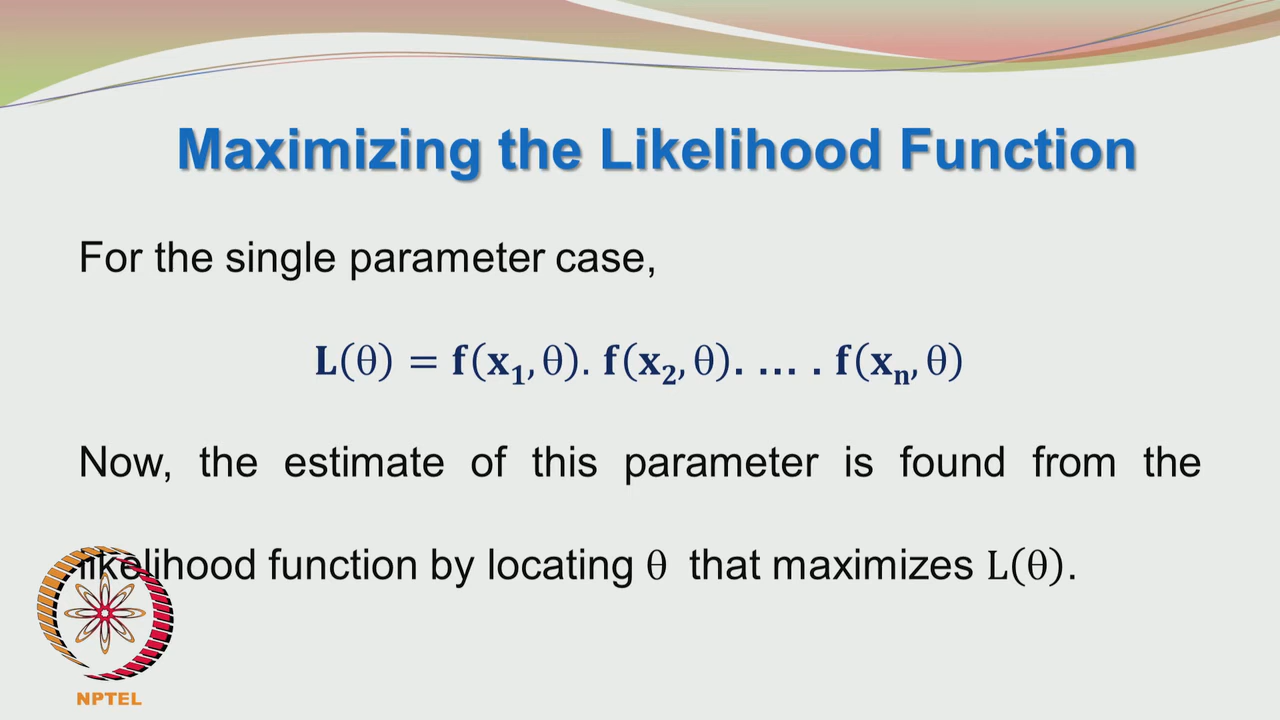 Maximizing the Likelihood Function
For the single parameter case,
L(θ) = f(x₁, θ). f(x₂, θ). … . f(xₙ, θ)
Now, the estimate of this parameter is found from the
likelihood function by locating θ that maximizes L(θ).
NPTEL